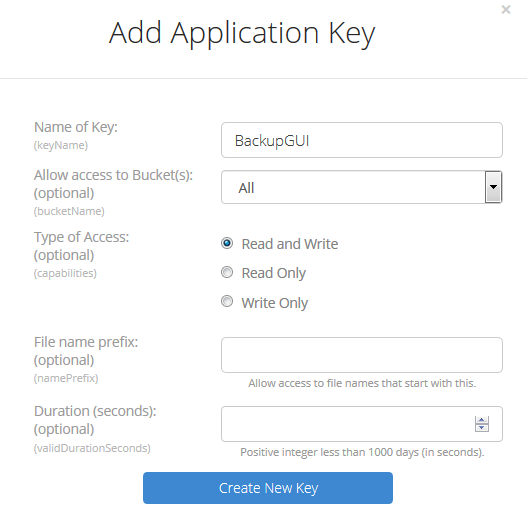 ×
Add Application Key
Name of Key:
(keyName)
BackupGUI
Allow access to Bucket(s):
(optional)
(bucketName)
All
Type of Access:
(optional)
(capabilities)
Read and Write
Read Only
Write Only
File name prefix:
(optional)
(namePrefix)
Allow access to file names that start with this.
Duration (seconds):
(optional)
(validDurationSeconds)
Positive integer less than 1000 days (in seconds).
Create New Key